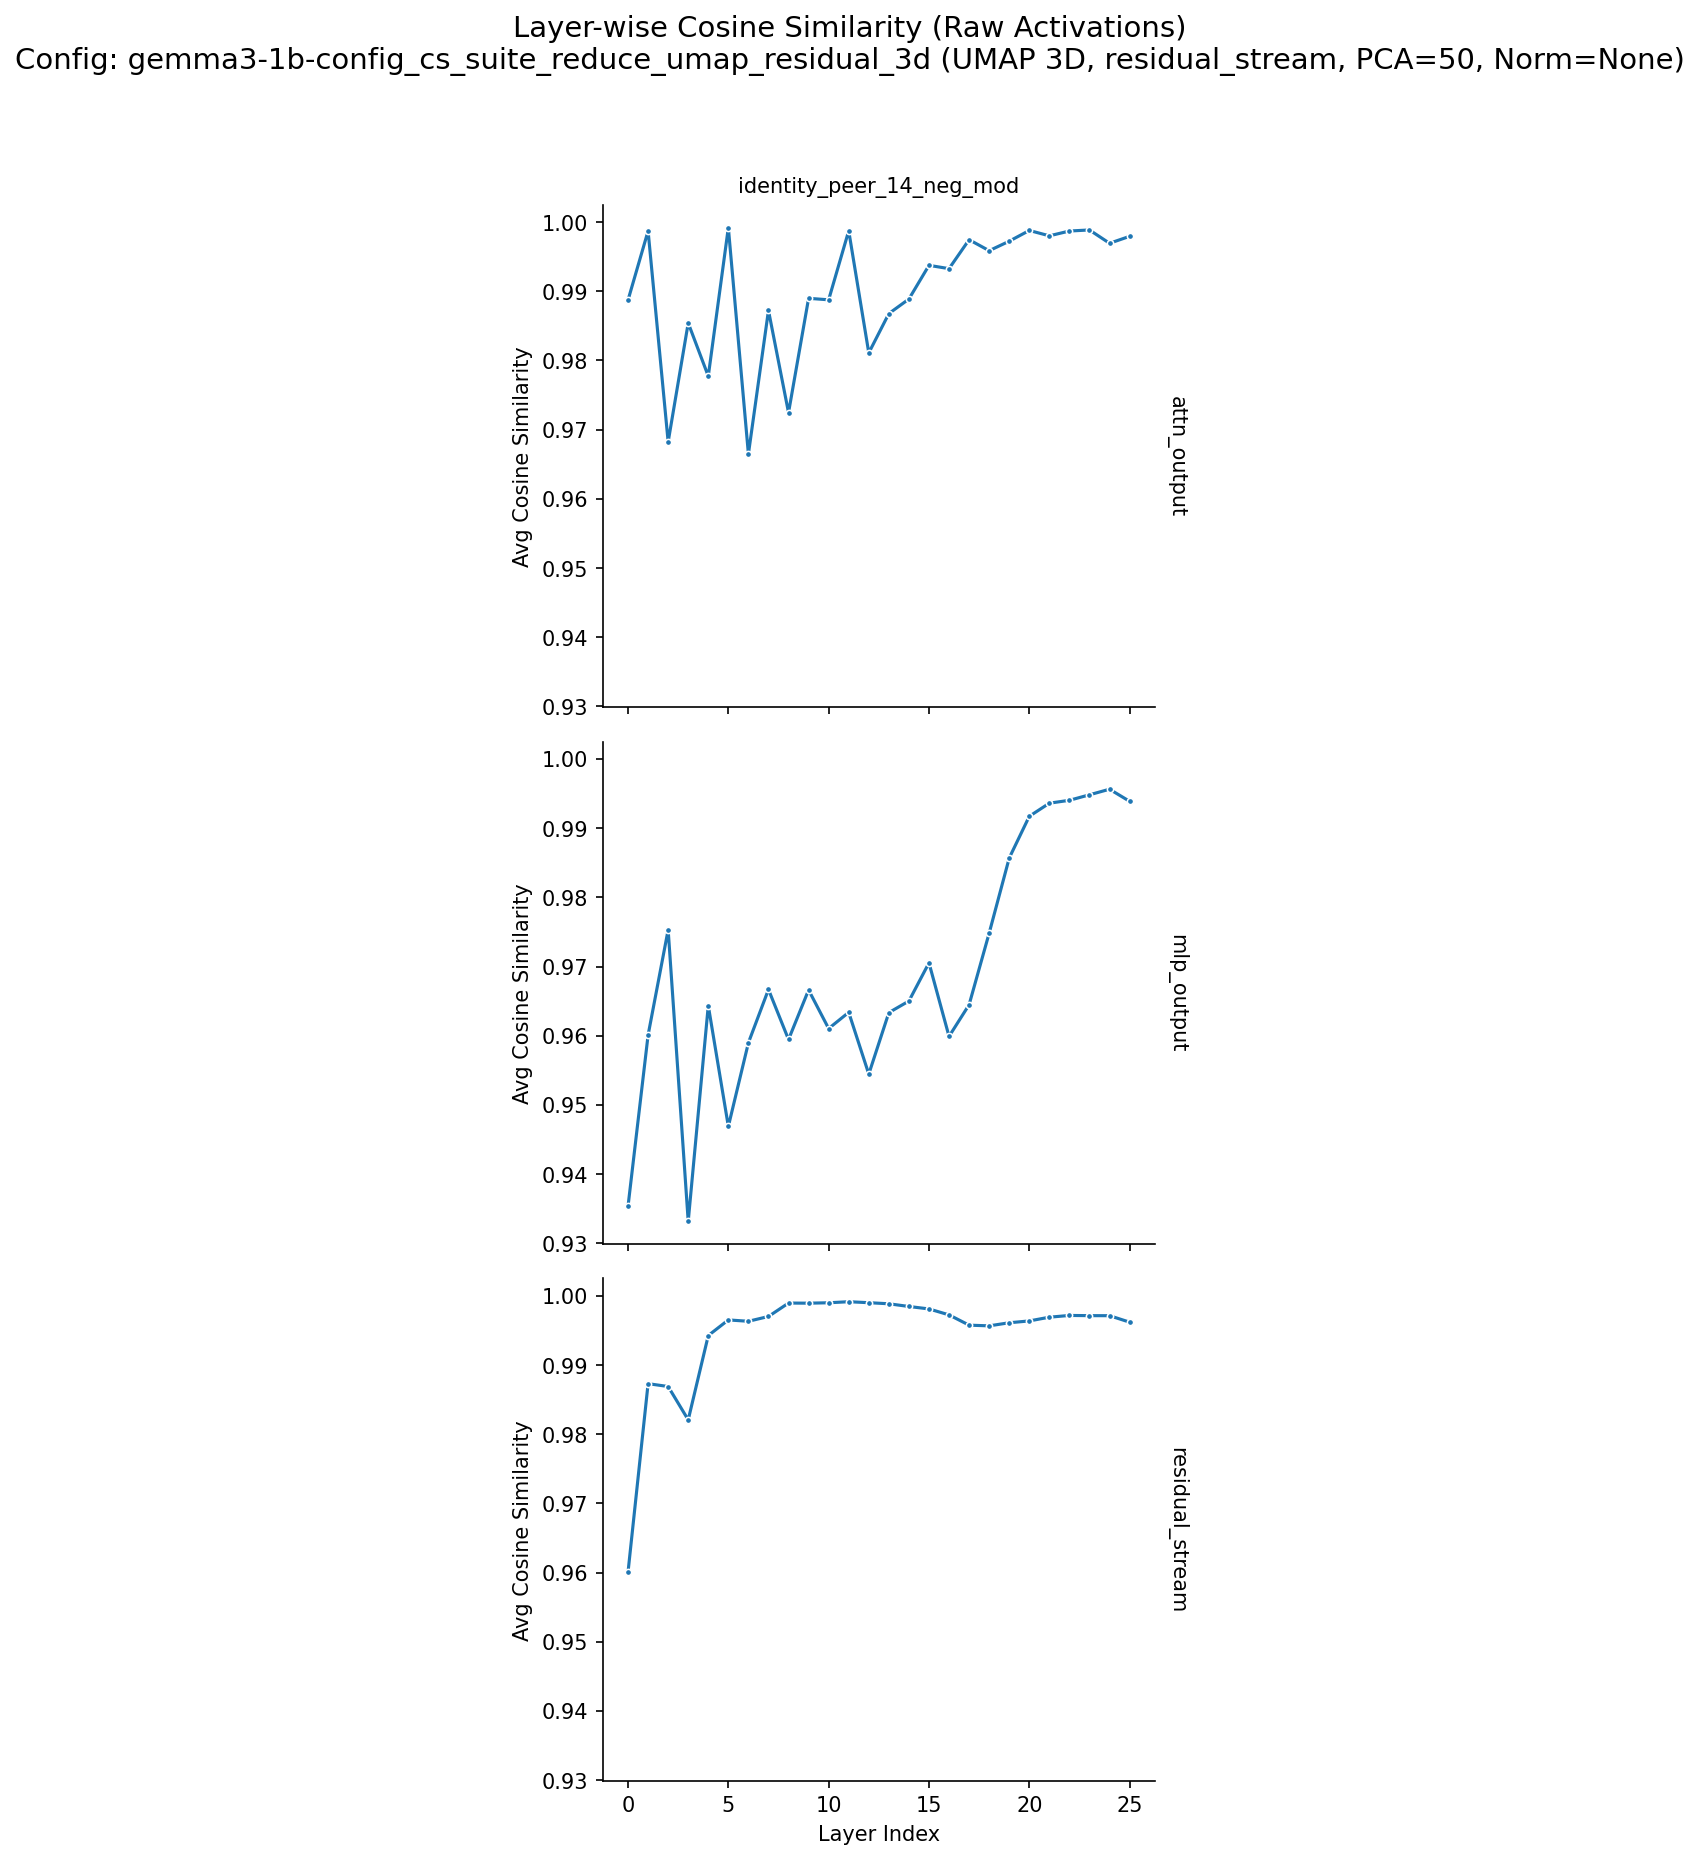 Layer-wise Cosine Similarity (Raw Activations)
Config: gemma3-1b-config_cs_suite_reduce_umap_residual_3d (UMAP 3D, residual_stream, PCA=50, Norm=None)
identity_peer_14_neg_mod
1.00
0.99
0.98
0.97
0.96
0.95
0.94
0.93
Avg Cosine Similarity
attn_output
1.00
0.99
0.98
0.97
0.96
0.95
0.94
0.93
Avg Cosine Similarity
mlp_output
1.00
0.99
0.98
0.97
0.96
0.95
0.94
0.93
Avg Cosine Similarity
residual_stream
0 5 10 15 20 25
Layer Index